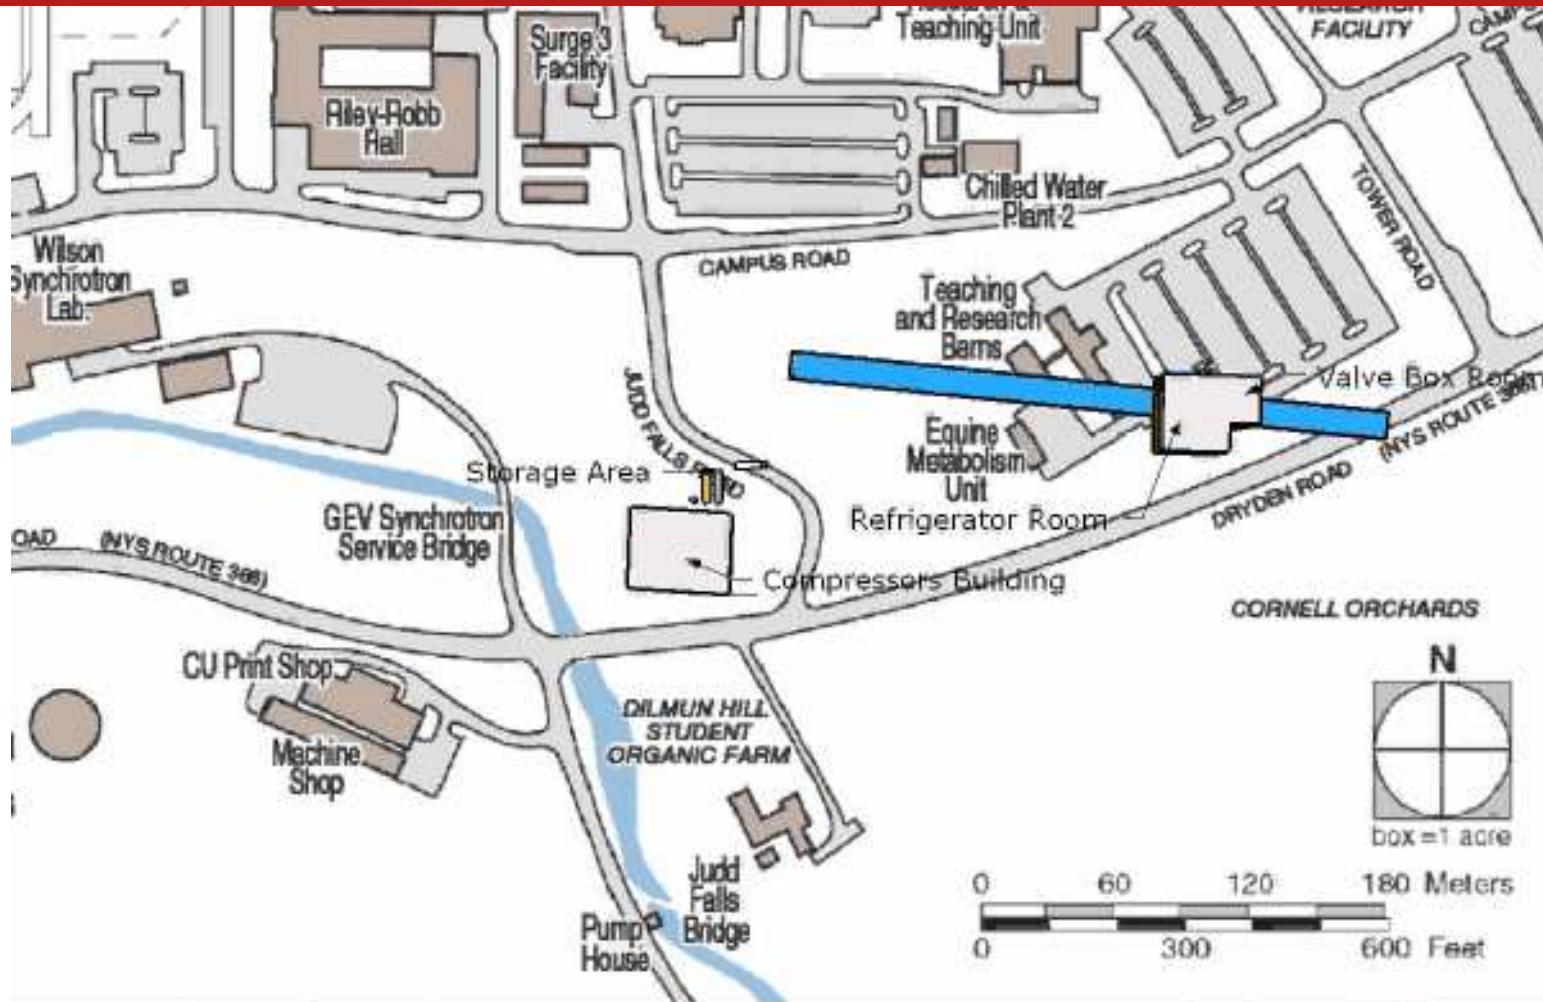 Surge 3
Facility
Teaching Unit
RESEARCH
FACILITY
Riley-Robb
Hall
Chilled Water
Plant 2
TOWER ROAD
Wilson
Synchrotron
Lab.
CAMPUS ROAD
Teaching
and Research
Barns
JUDD FALLS
Valve Box Room
(NYS ROUTE 366)
Equine
Metabolism
Unit
Storage Area
DRYDEN ROAD
Refrigerator Room
GEV Synchrotron
Service Bridge
OAD
(NYS ROUTE 366)
Compressors Building
CORNELL ORCHARDS
CU Print Shop
N
DILMUN HILL
STUDENT
ORGANIC FARM
Machine
Shop
box = 1 acre
Judd
Falls
Bridge
Pump
House
0 60 120 180 Meters
0 300 600 Feet